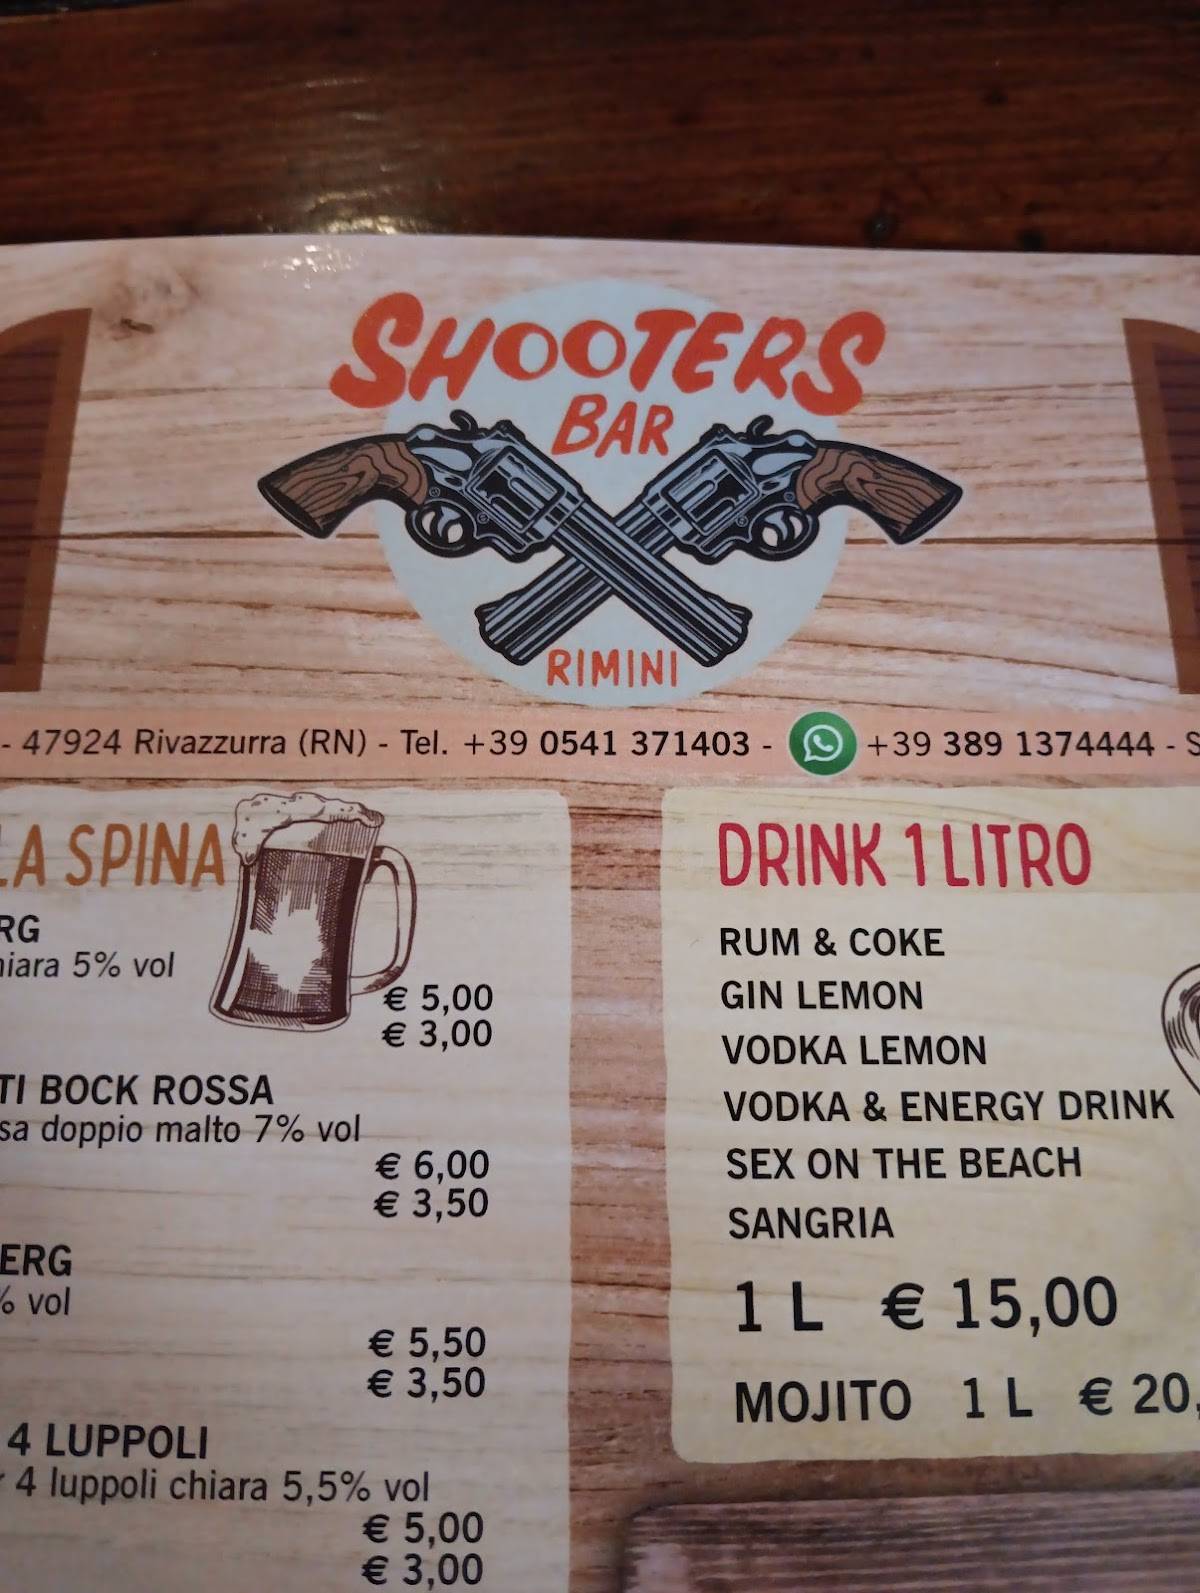 SHOOTERS
BAR
RIMINI
- 47924 Rivazzurra (RN) - Tel. +39 0541 371403 - +39 389 1374444 - S
LA SPINA
RG
hiara 5% vol
€ 5,00
€ 3,00
TI BOCK ROSSA
sa doppio malto 7% vol
€ 6,00
€ 3,50
ERG
% vol
€ 5,50
€ 3,50
4 LUPPOLI
4 luppoli chiara 5,5% vol
€ 5,00
€ 3,00
DRINK 1 LITRO
RUM & COKE
GIN LEMON
VODKA LEMON
VODKA & ENERGY DRINK
SEX ON THE BEACH
SANGRIA
1 L € 15,00
MOJITO 1 L € 20,